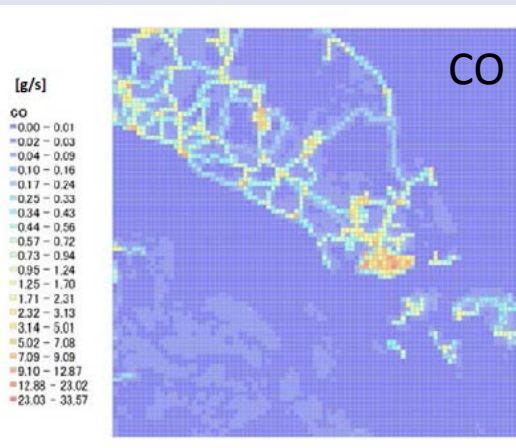 CO
[g/s]
CO
0.00 - 0.01
0.02 - 0.03
0.04 - 0.09
0.10 - 0.16
0.17 - 0.24
0.25 - 0.33
0.34 - 0.43
0.44 - 0.56
0.57 - 0.72
0.73 - 0.94
0.95 - 1.24
1.25 - 1.70
1.71 - 2.31
2.32 - 3.13
3.14 - 5.01
5.02 - 7.08
7.09 - 9.09
9.10 - 12.87
12.88 - 23.02
23.03 - 33.57